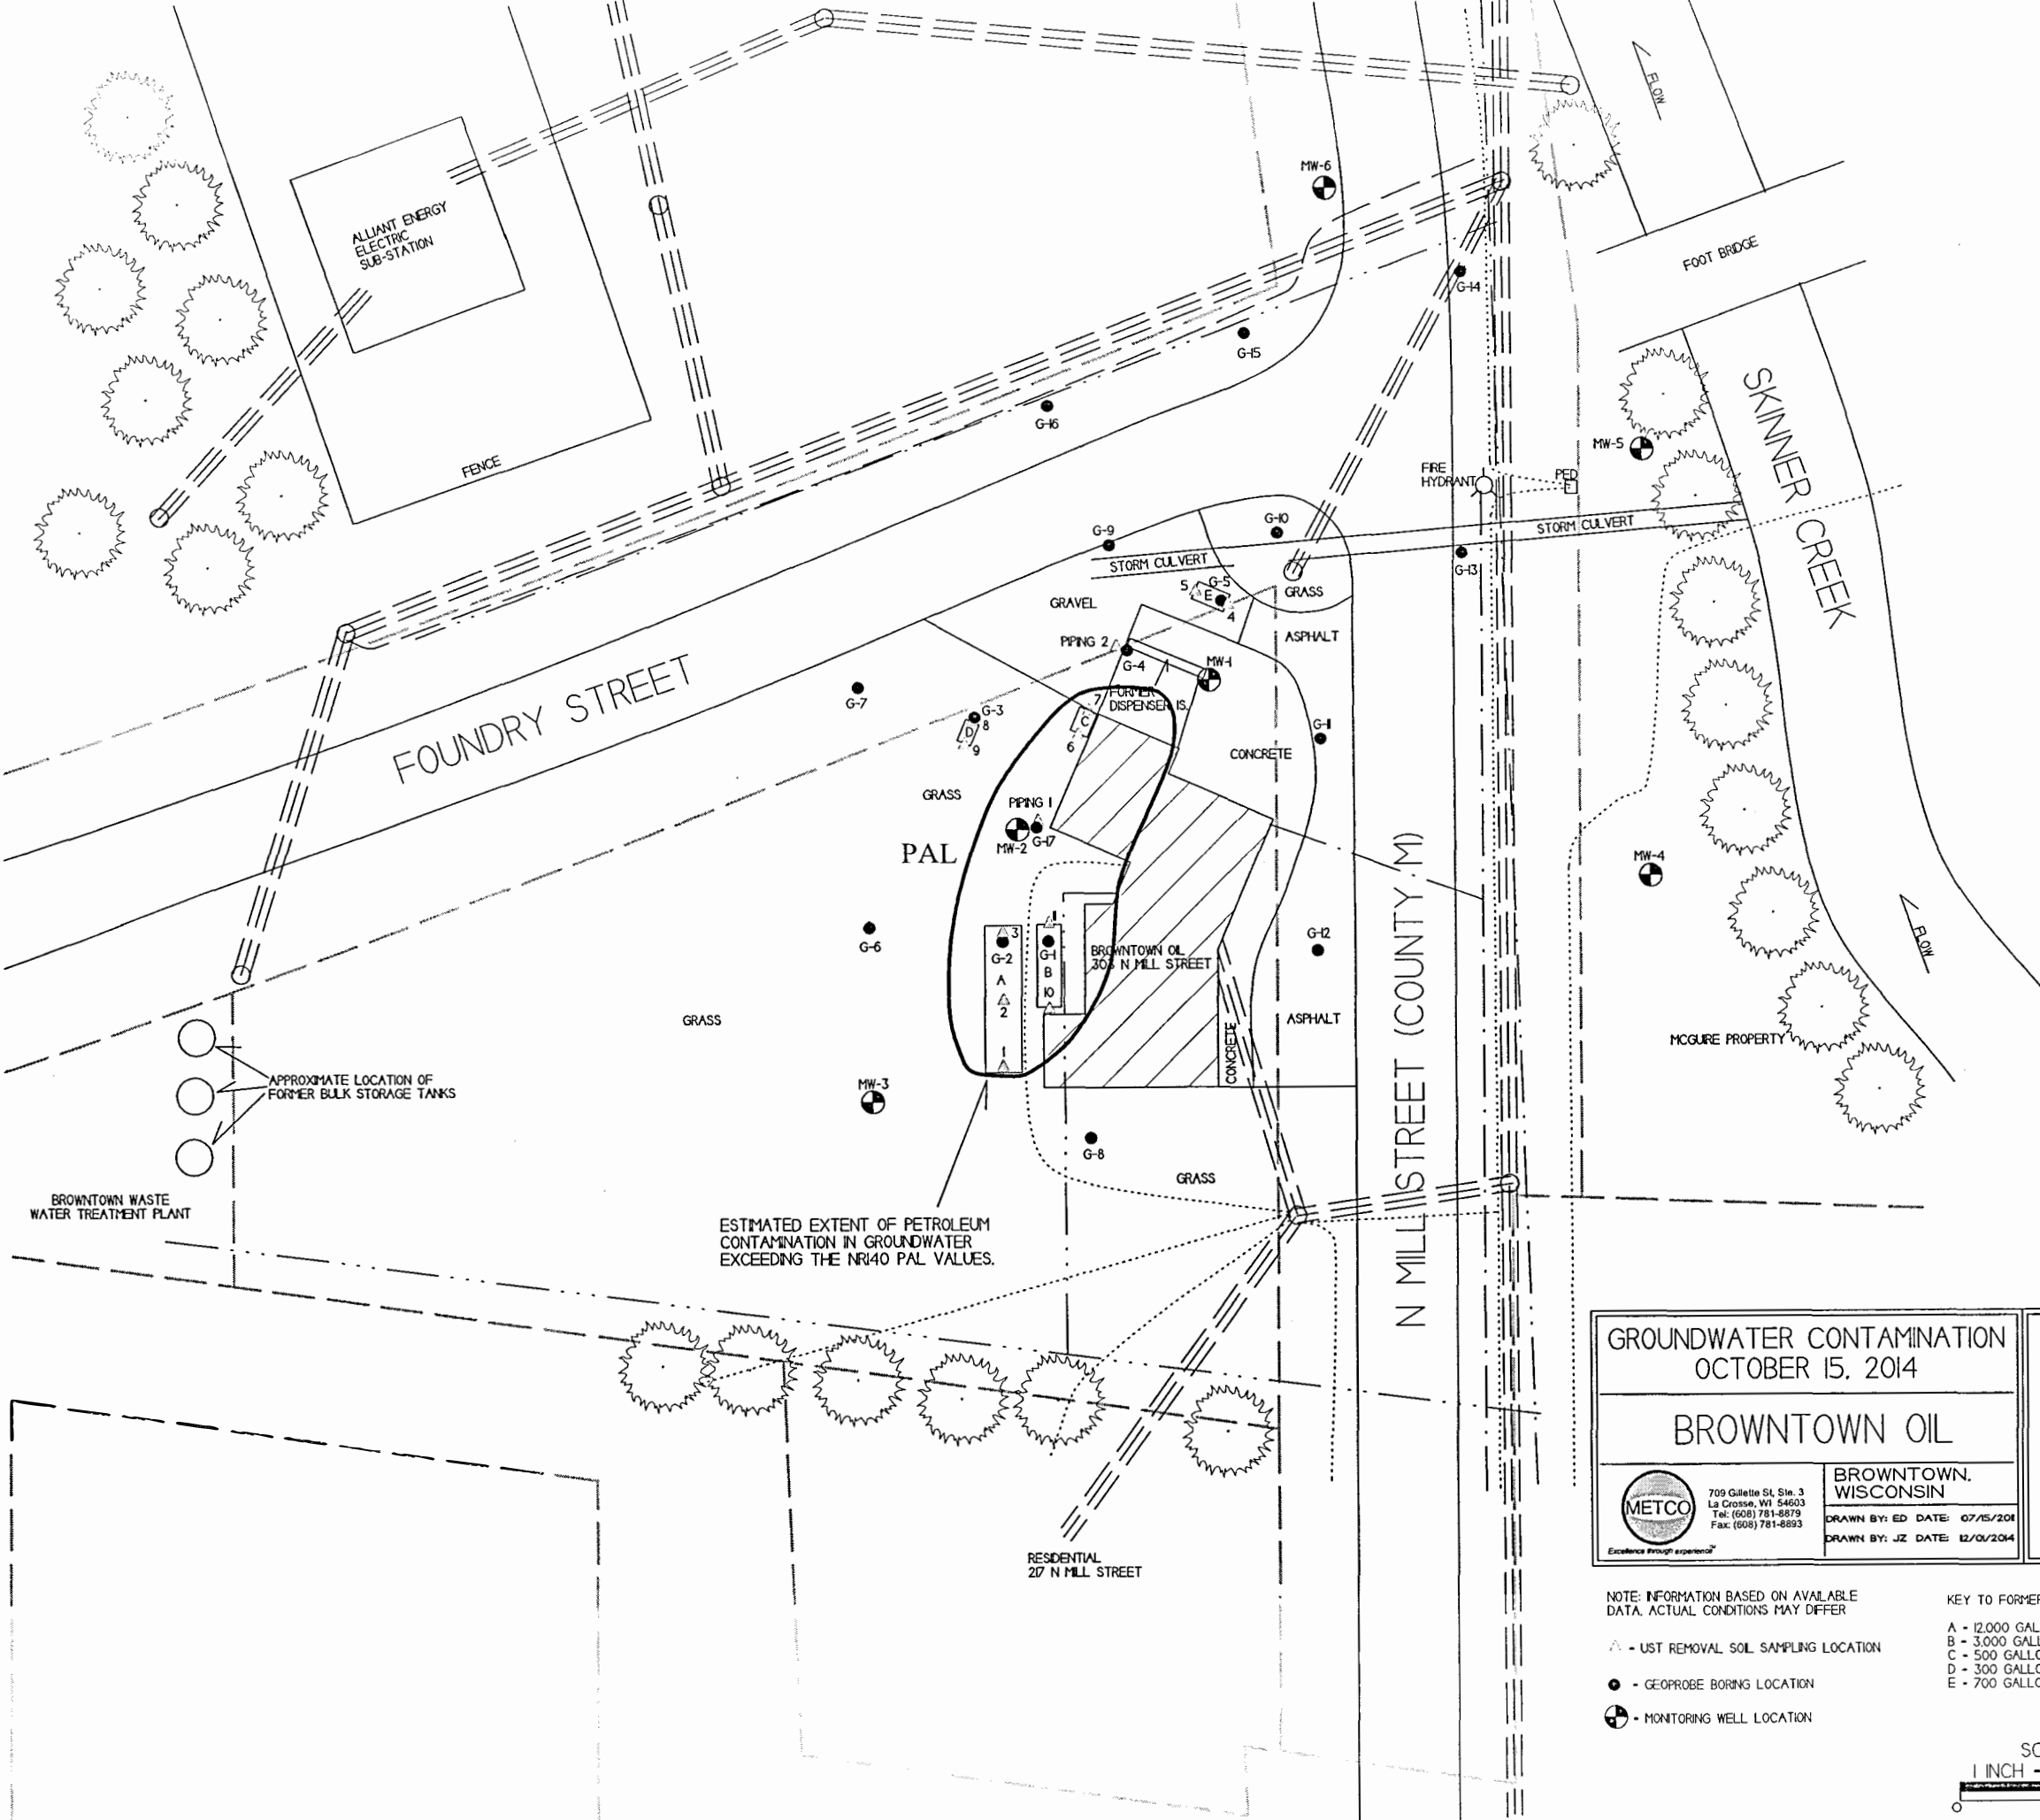 FLOW
MW-6
ALLIANT ENERGY
ELECTRIC
SUB-STATION
FOOT BRIDGE
G-14
G-15
G-16
SKINNER CREEK
MW-5
FENCE
FIRE
HYDRANT
PED
STORM CULVERT
G-9
G-10
STORM CULVERT
G-13
5
G-5
E
4
GRASS
GRAVEL
ASPHALT
PIPING 2
G-4
MW-1
FORMER
DISPENSER IS.
7
C
6
G-7
G-3
D
8
9
G-11
CONCRETE
FOUNDRY STREET
GRASS
PIPING 1
MW-2
G-17
PAL
N MILL STREET (COUNTY M)
MW-4
G-6
3
G-2
A
2
1
1
G-1
B
10
BROWNTOWN OIL
303 N MILL STREET
G-12
FLOW
GRASS
ASPHALT
CONCRETE
MCGUIRE PROPERTY
APPROXIMATE LOCATION OF
FORMER BULK STORAGE TANKS
MW-3
G-8
GRASS
BROWNTOWN WASTE
WATER TREATMENT PLANT
ESTIMATED EXTENT OF PETROLEUM
CONTAMINATION IN GROUNDWATER
EXCEEDING THE NR140 PAL VALUES.
RESIDENTIAL
217 N MILL STREET
GROUNDWATER CONTAMINATION
OCTOBER 15, 2014
BROWNTOWN OIL
METCO
Excellence through experience
709 Gillette St, Ste. 3
La Crosse, WI 54603
Tel: (608) 781-8879
Fax: (608) 781-8893
BROWNTOWN,
WISCONSIN
DRAWN BY: ED DATE: 07/15/201
DRAWN BY: JZ DATE: 12/01/2014
NOTE: INFORMATION BASED ON AVAILABLE
DATA. ACTUAL CONDITIONS MAY DIFFER
- UST REMOVAL SOIL SAMPLING LOCATION
- GEOPROBE BORING LOCATION
- MONITORING WELL LOCATION
KEY TO FORMER
A - 12,000 GAL
B - 3,000 GALL
C - 500 GALLO
D - 300 GALLO
E - 700 GALLO
SC
1 INCH -
0